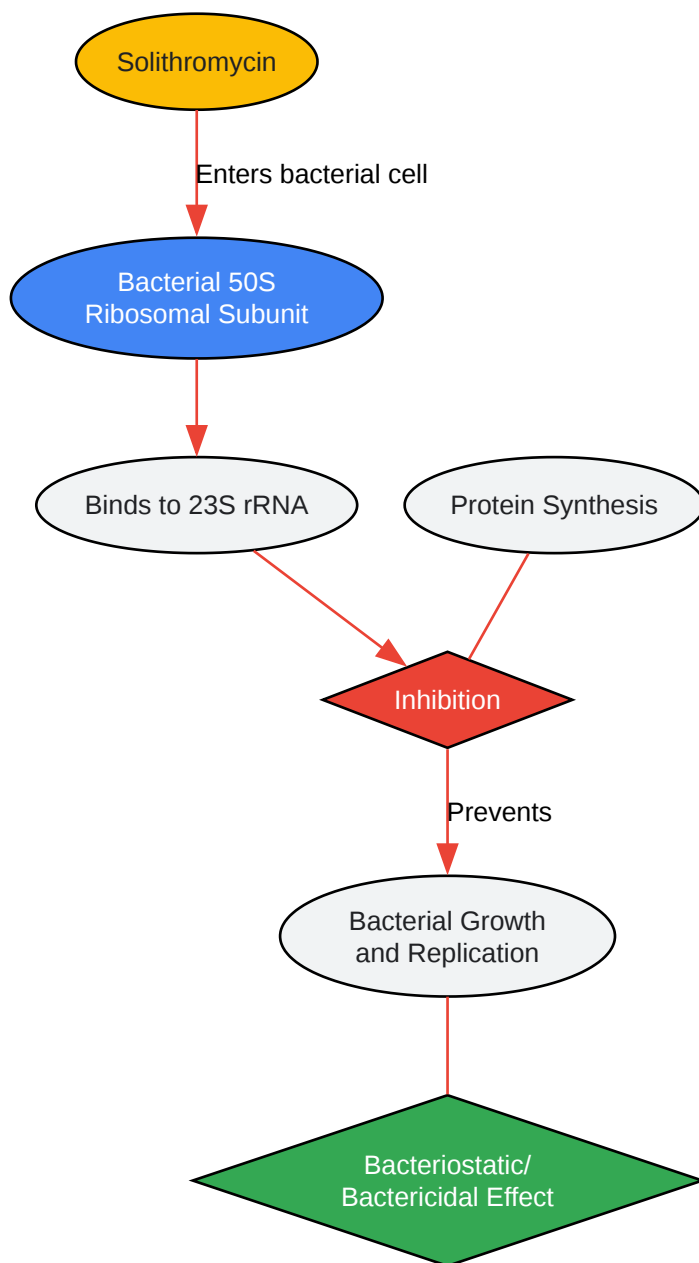 Solithromycin
Enters bacterial cell
Bacterial 50S
Ribosomal Subunit
Binds to 23S rRNA
Protein Synthesis
Inhibition
Prevents
Bacterial Growth
and Replication
Bacteriostatic/
Bactericidal Effect